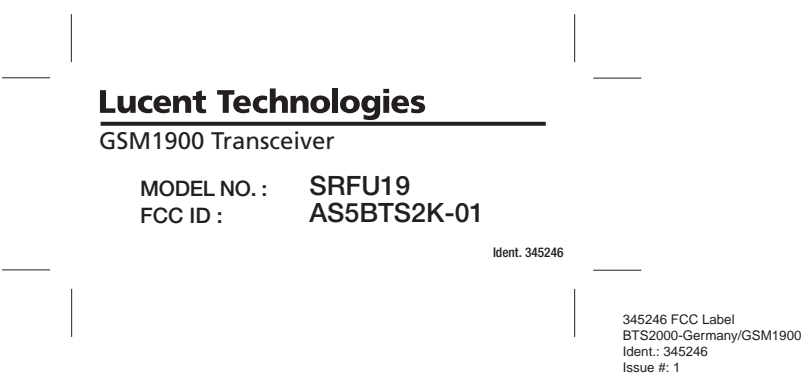 Lucent Technologies
GSM1900 Transceiver
MODEL NO. : SRFU19
FCC ID : AS5BTS2K-01
Ident. 345246
345246 FCC Label
BTS2000-Germany/GSM1900
Ident.: 345246
Issue #: 1